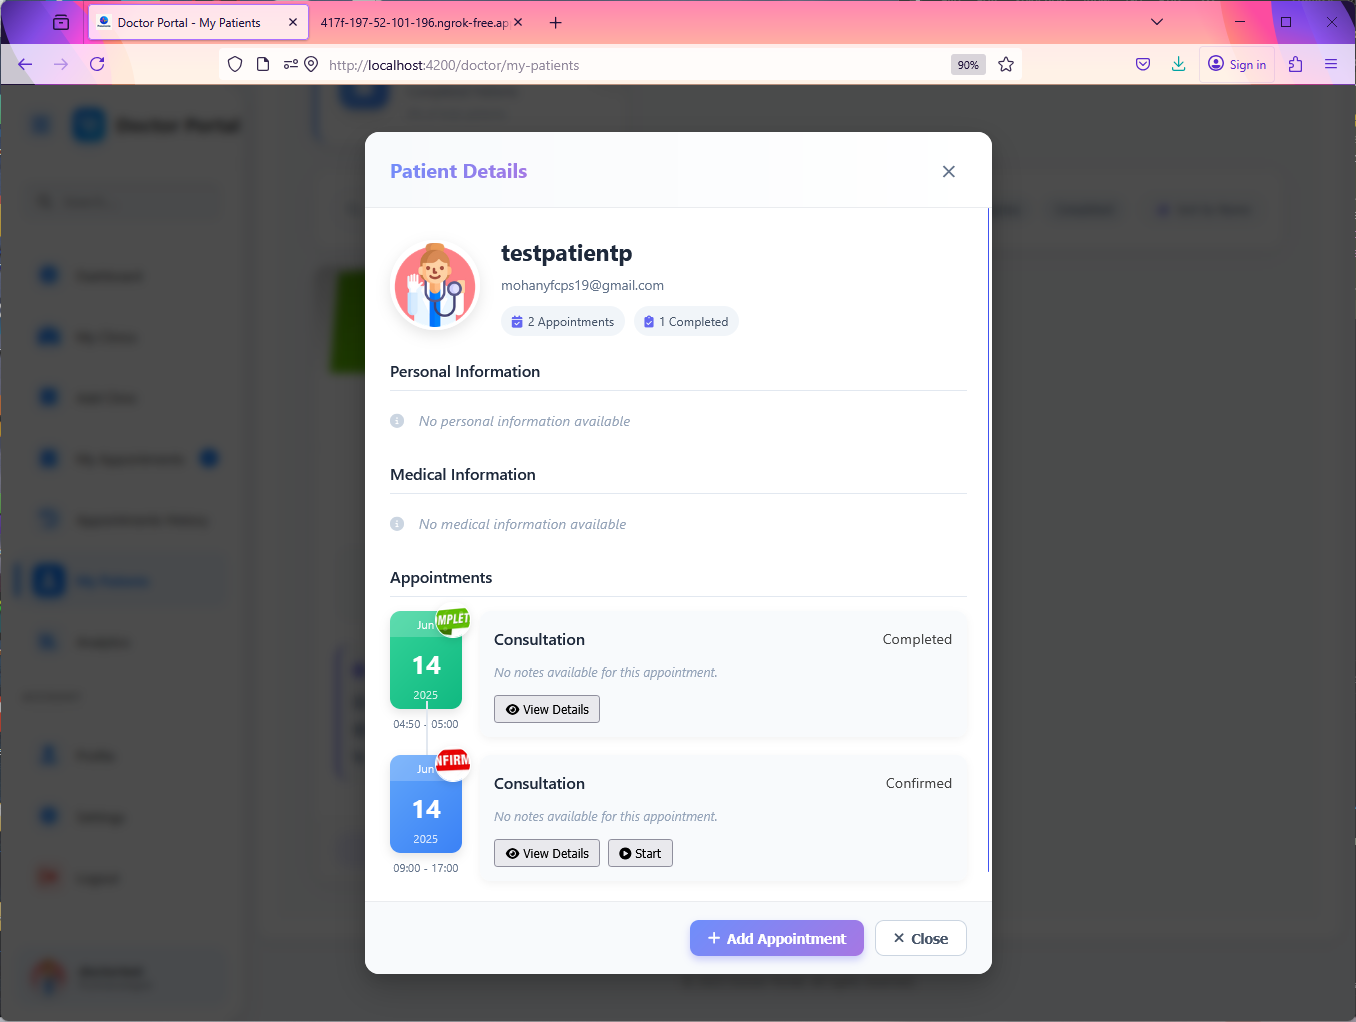 Doctor Portal - My Patients
417f-197-52-101-196.ngrok-free.ap
http://localhost:4200/doctor/my-patients
90%
Sign in
Doctor Portal
Patient Details
testpatientp
mohanyfcps19@gmail.com
2 Appointments
1 Completed
Personal Information
No personal information available
Medical Information
No medical information available
Appointments
Jun
MPLET
14
2025
04:50 - 05:00
Consultation
Completed
No notes available for this appointment.
View Details
Jun
NFIRM
14
2025
09:00 - 17:00
Consultation
Confirmed
No notes available for this appointment.
View Details
Start
Add Appointment
Close